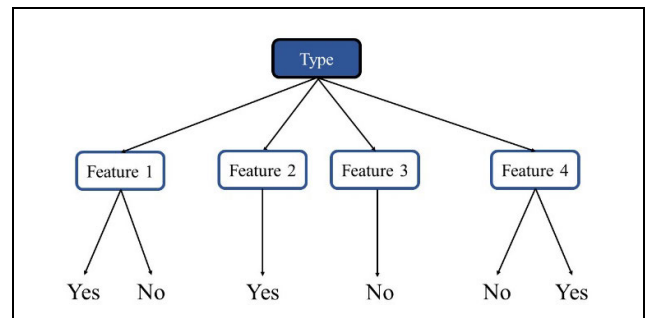 Type
Feature 1 Feature 2 Feature 3 Feature 4
Yes No Yes No No Yes